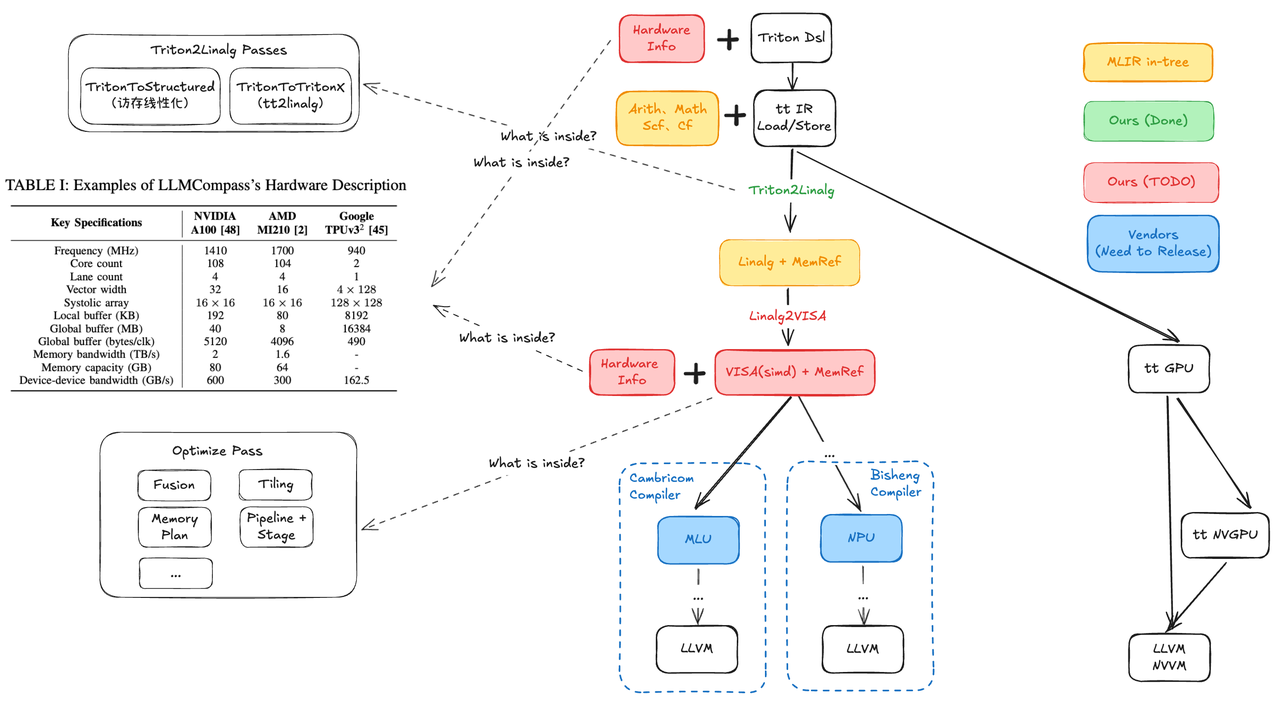 Triton2Linalg Passes
TritonToStructured
(访存线性化)
TritonToTritonX
(tt2linalg)
TABLE I: Examples of LLMCompass's Hardware Description
Key Specifications NVIDIA A100 [48] AMD MI210 [2] Google TPUv3² [45]
Frequency (MHz) 1410 1700 940
Core count 108 104 2
Lane count 4 4 1
Vector width 32 16 4 × 128
Systolic array 16 × 16 16 × 16 128 × 128
Local buffer (KB) 192 80 8192
Global buffer (MB) 40 8 16384
Global buffer (bytes/clk) 5120 4096 490
Memory bandwidth (TB/s) 2 1.6 -
Memory capacity (GB) 80 64 -
Device-device bandwidth (GB/s) 600 300 162.5
Optimize Pass
Fusion
Tiling
Memory
Plan
Pipeline +
Stage
...
What is inside?
What is inside?
What is inside?
What is inside?
Hardware
Info
+
Triton Dsl
Arith、Math
Scf、Cf
+
tt IR
Load/Store
Triton2Linalg
Linalg + MemRef
Linalg2VISA
Hardware
Info
+
VISA(simd) + MemRef
...
Cambricom
Compiler
MLU
...
LLVM
Bisheng
Compiler
NPU
...
LLVM
MLIR in-tree
Ours (Done)
Ours (TODO)
Vendors
(Need to Release)
tt GPU
tt NVGPU
LLVM
NVVM